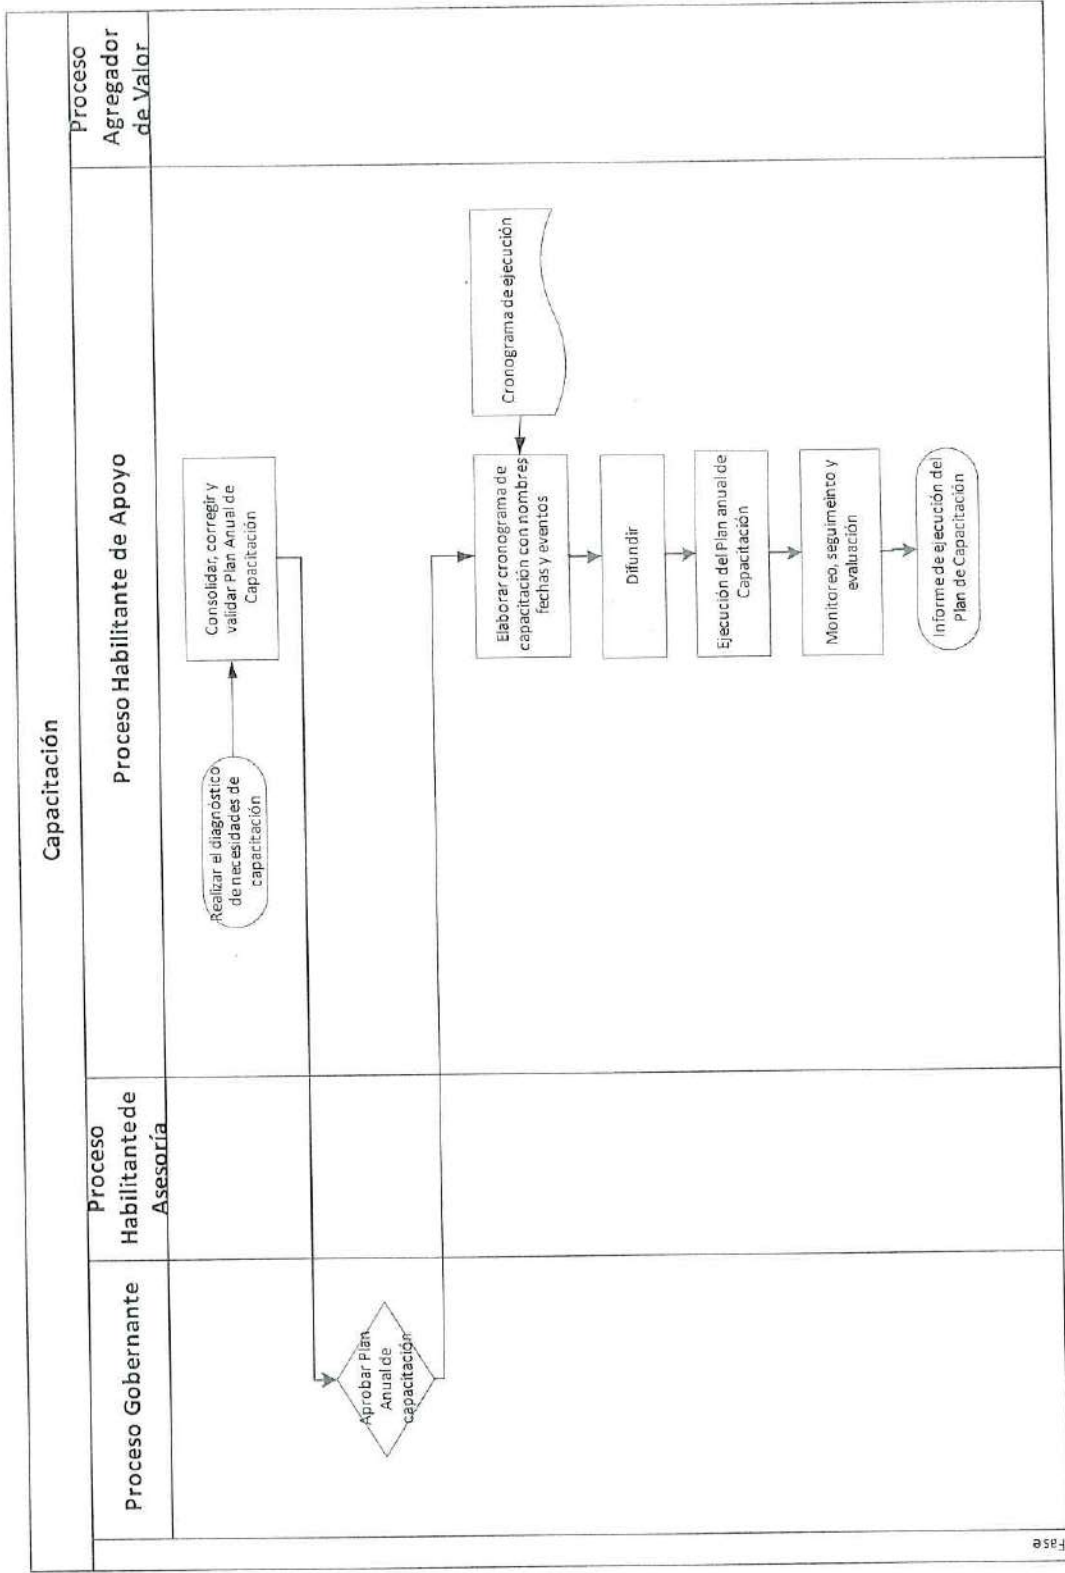 Capacitación
Proceso Gobernante
Proceso
Habilitantede
Asesoría
Proceso Habilitante de Apoyo
Proceso
Agregador
de Valor
Realizar el diagnóstico
de necesidades de
capacitación
Consolidar, corregir y
validar Plan Anual de
Capacitación
Aprobar Plan
Anual de
capacitación
Elaborar cronograma de
capacitación con nombres
fechas y eventos
Cronograma de ejecución
Difundir
Ejecución del Plan anual de
Capacitación
Monitoreo, seguimeinto y
evaluación
Informe de ejecución del
Plan de Capacitación
Fase